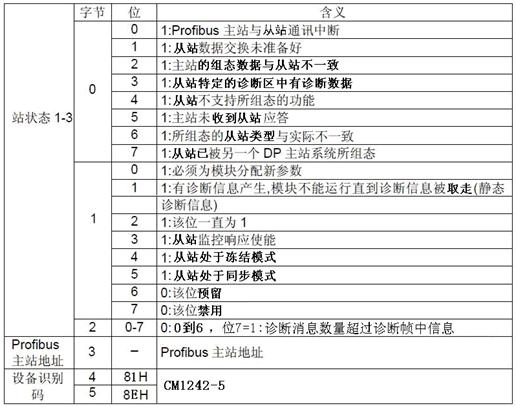 字节 位 含义
站状态 1-3 0 0 1:Profibus 主站与从站通讯中断
1 1:从站数据交换未准备好
2 1:主站的组态数据与从站不一致
3 1:从站特定的诊断区中有诊断数据
4 1:从站不支持所组态的功能
5 1:主站未收到从站应答
6 1:所组态的从站类型与实际不一致
7 1:从站已被另一个 DP 主站系统所组态
1 0 1:必须为模块分配新参数
1 1:有诊断信息产生,模块不能运行直到诊断信息被取走(静态
诊断信息)
2 1:该位一直为 1
3 1:从站监控响应使能
4 1:从站处于冻结模式
5 1:从站处于同步模式
6 0:该位预留
7 0:该位禁用
2 0-7 0:0到6 ，位7=1:诊断消息数量超过诊断帧中信息
Profibus
主站地址 3 – Profibus 主站地址
设备识别
码 4 81H CM1242-5
5 8EH